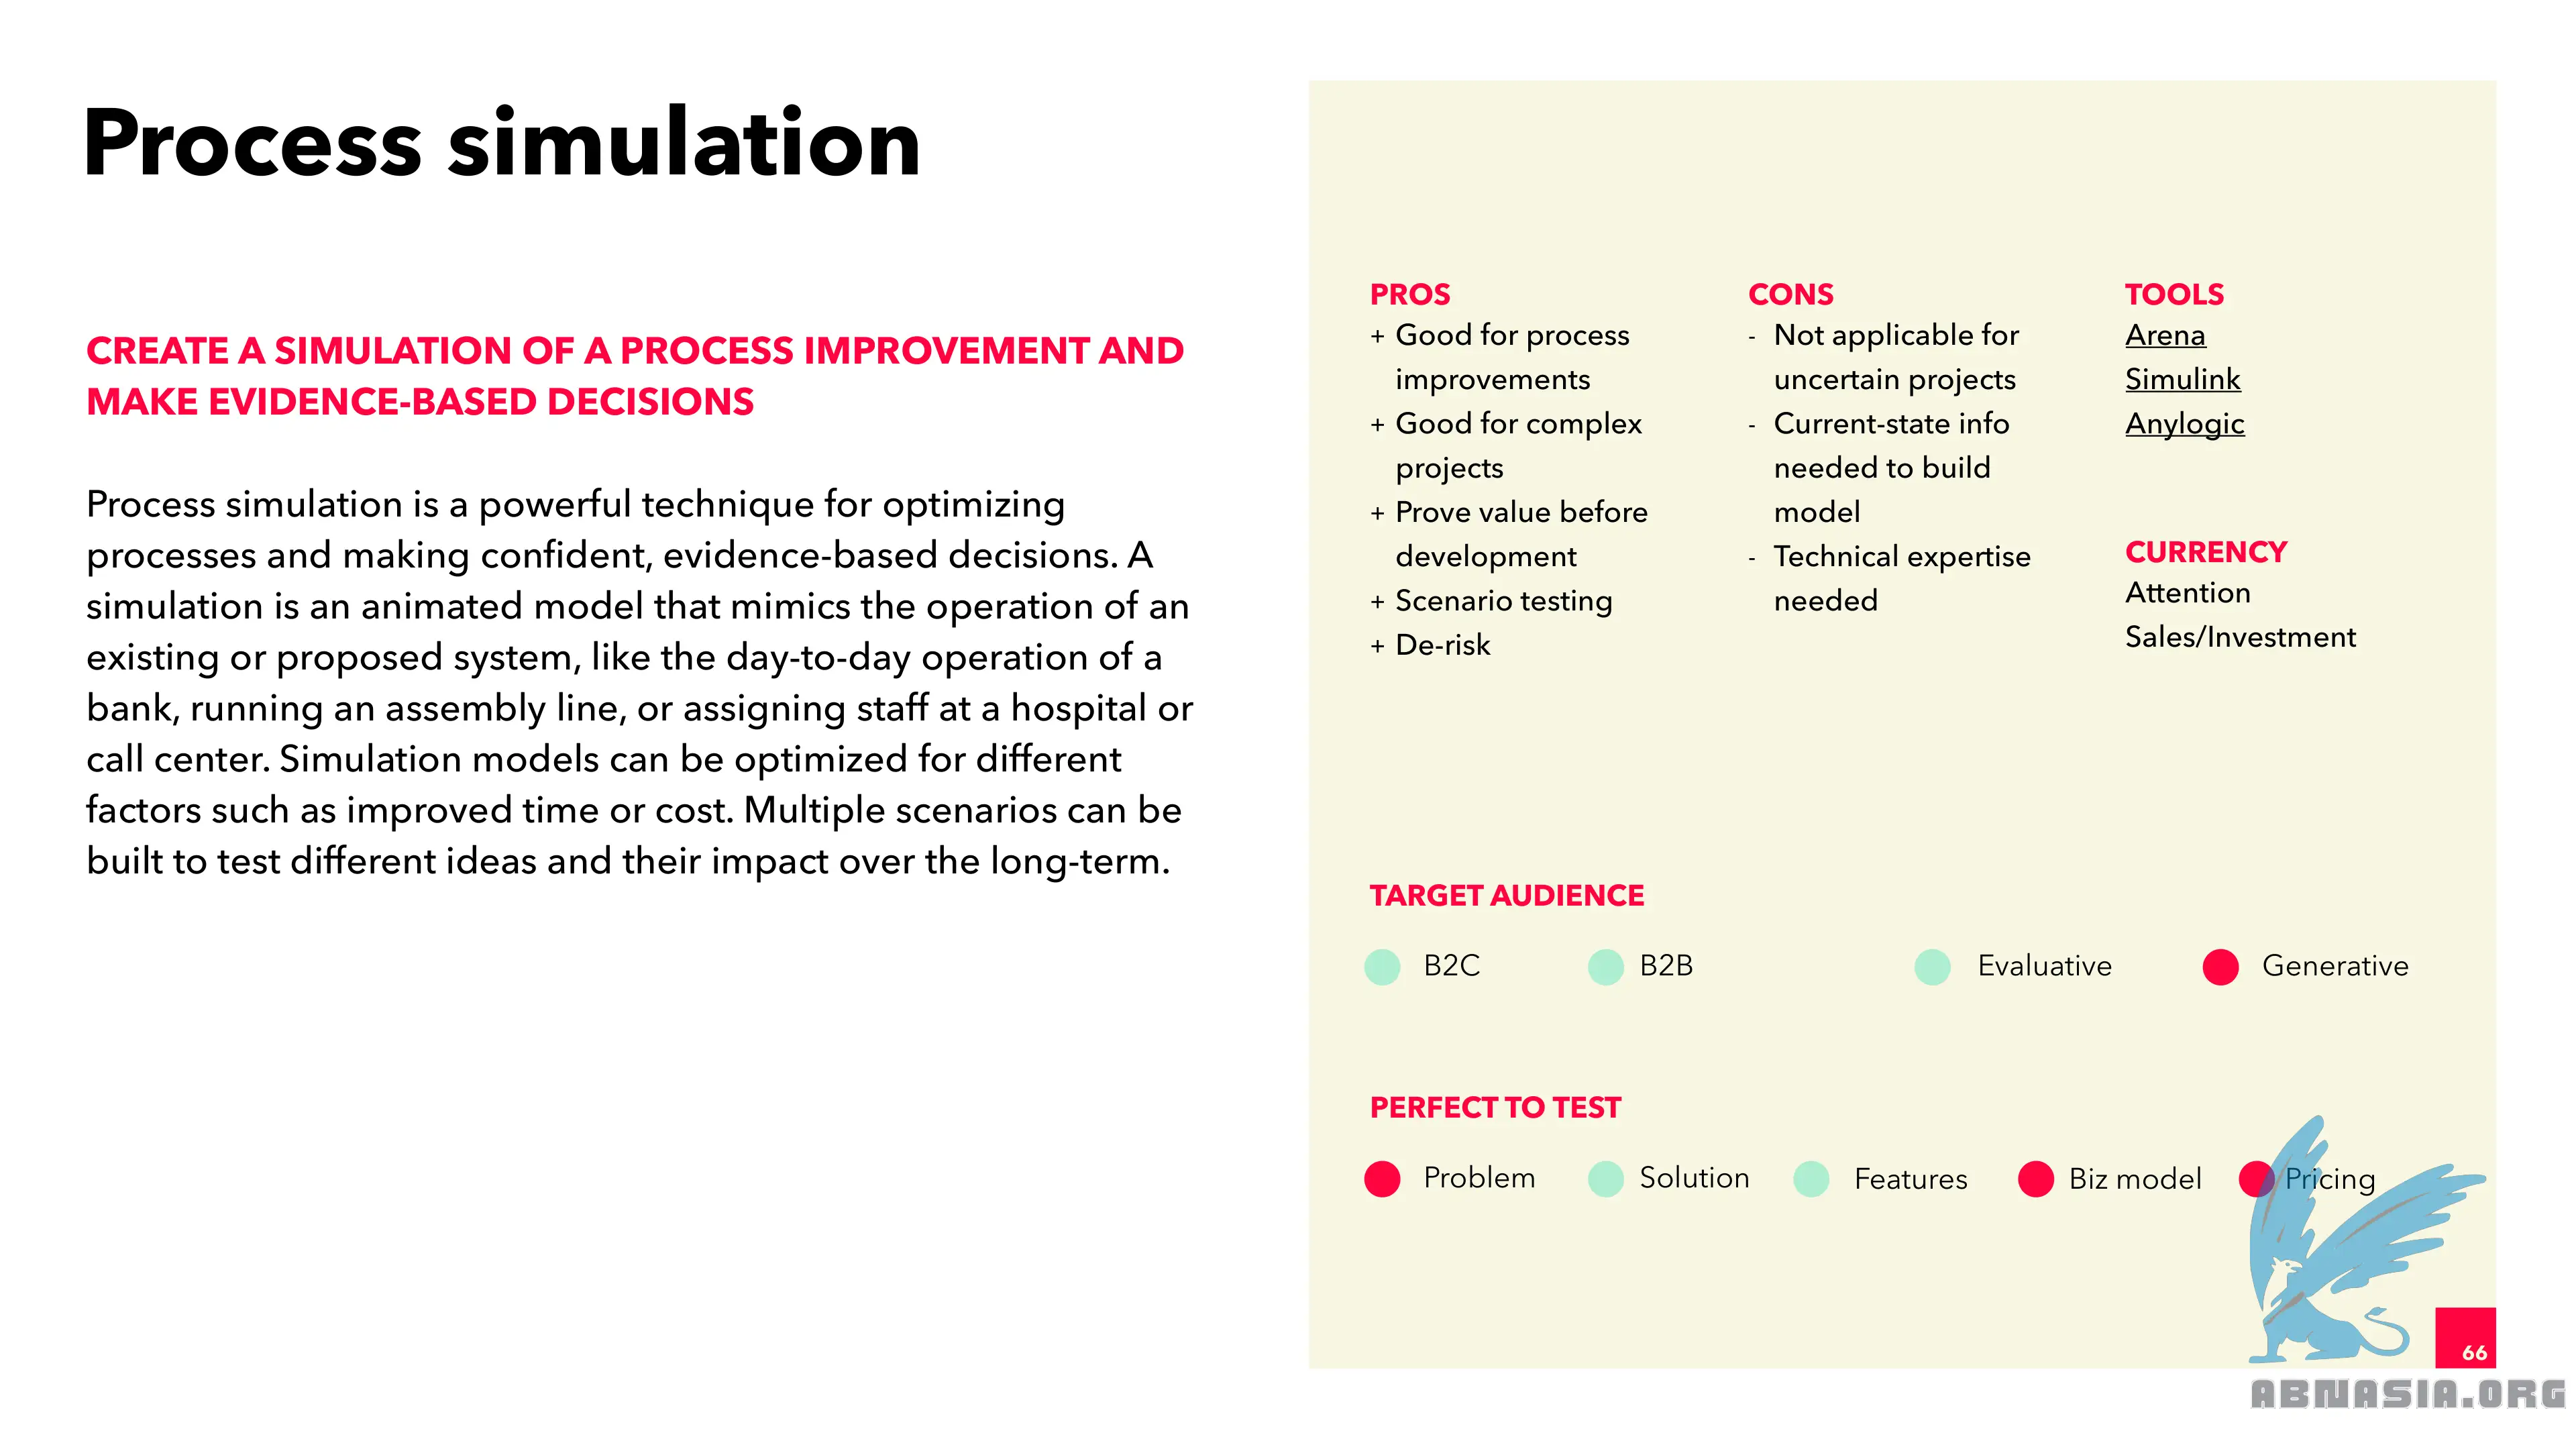 Process simulation
CREATE A SIMULATION OF A PROCESS IMPROVEMENT AND
MAKE EVIDENCE-BASED DECISIONS
Process simulation is a powerful technique for optimizing
processes and making confident, evidence-based decisions. A
simulation is an animated model that mimics the operation of an
existing or proposed system, like the day-to-day operation of a
bank, running an assembly line, or assigning staff at a hospital or
call center. Simulation models can be optimized for different
factors such as improved time or cost. Multiple scenarios can be
built to test different ideas and their impact over the long-term.
PROS
+ Good for process
improvements
+ Good for complex
projects
+ Prove value before
development
+ Scenario testing
+ De-risk
CONS
- Not applicable for
uncertain projects
- Current-state info
needed to build
model
- Technical expertise
needed
TOOLS
Arena
Simulink
Anylogic
CURRENCY
Attention
Sales/Investment
TARGET AUDIENCE
B2C B2B Evaluative Generative
PERFECT TO TEST
Problem Solution Features Biz model Pricing
66
ABNASIA.ORG